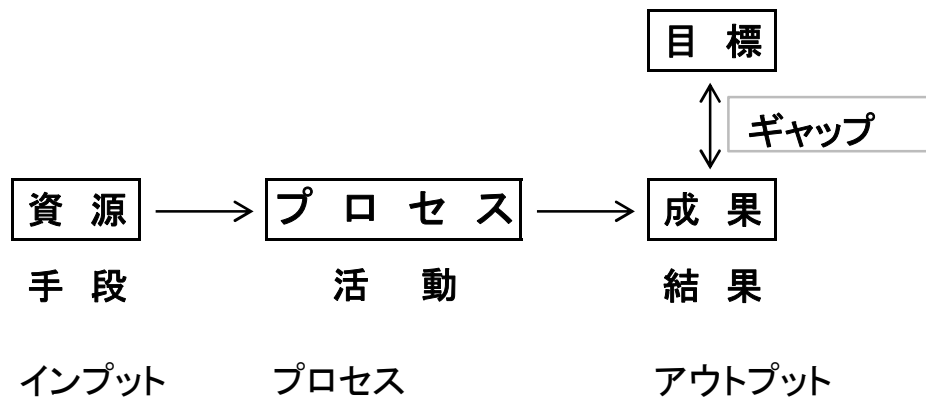 目 標
ギャップ
資 源 プ ロ セ ス 成 果
手 段 活 動 結 果
インプット プロセス アウトプット